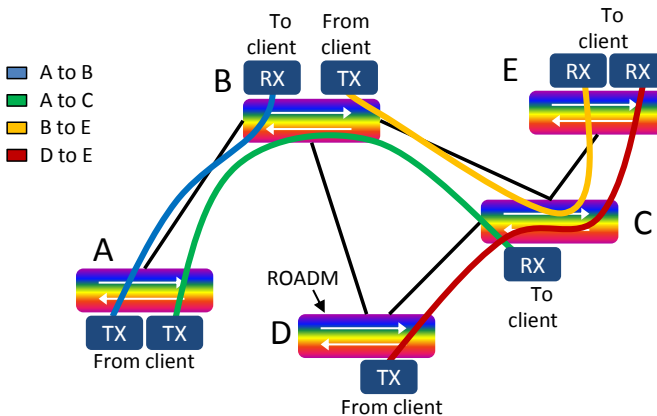 To
client
From
client
To
client
A to B
A to C
B to E
D to E
B
RX
TX
E
RX
RX
A
C
RX
To
client
ROADM
D
TX
TX
From client
TX
From client